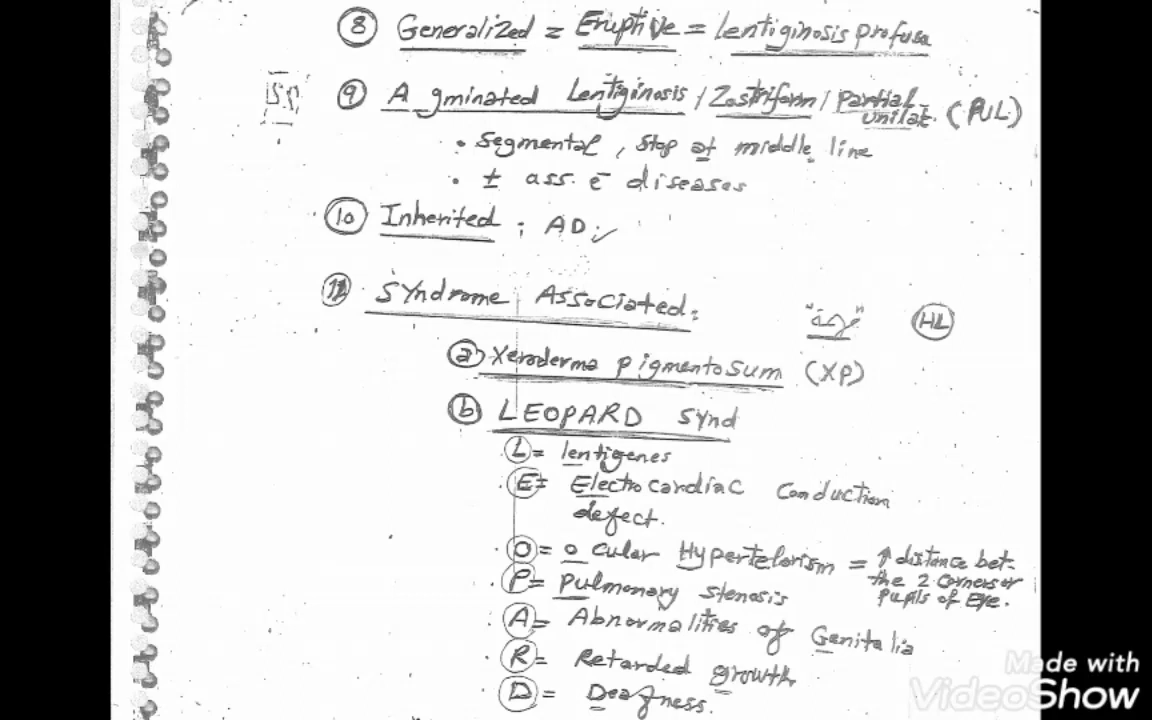 ⑧ Generalized = Eruptive = lentiginosis profusa
⑨ Agminated Lentiginosis / Zostriform / Partial unilat. (PUL)
• Segmental, stop at middle line
• ± ass. c̄ diseases
⑩ Inherited : AD ✓
⑪ Syndrome Associated: HL
ⓐ Xeroderma pigmentosum (XP)
ⓑ LEOPARD synd
L = lentigenes
E = Electrocardiac Conduction
defect.
O = ocular Hypertelorism = ↑ distance bet.
the 2 corners or
pupils of Eye.
P = pulmonary stenosis
A = Abnormalities of Genitalia
R = Retarded growth
D = Deafness.
Made with
VideoShow